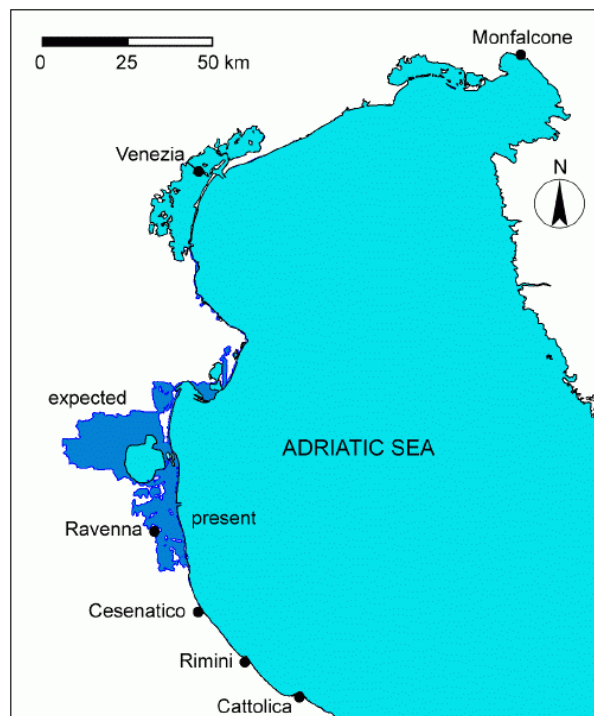 0 25 50 km
Monfalcone
Venezia
N
expected
ADRIATIC SEA
present
Ravenna
Cesenatico
Rimini
Cattolica